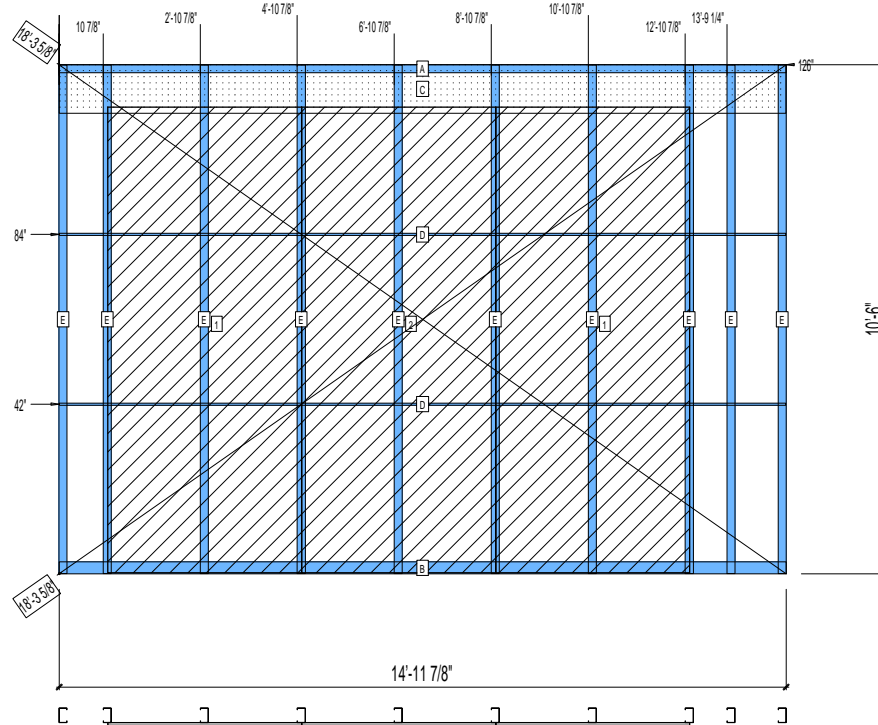 4'-10 7/8" 10'-10 7/8"
2'-10 7/8" 8'-10 7/8" 13'-9 1/4"
10 7/8" 6'-10 7/8" 12'-10 7/8"
18'-3 5/8"
A
126"
C
84"
D
E E E E E E E E E E
1 2 1
10'-6"
42"
D
B
18'-3 5/8"
14'-11 7/8"